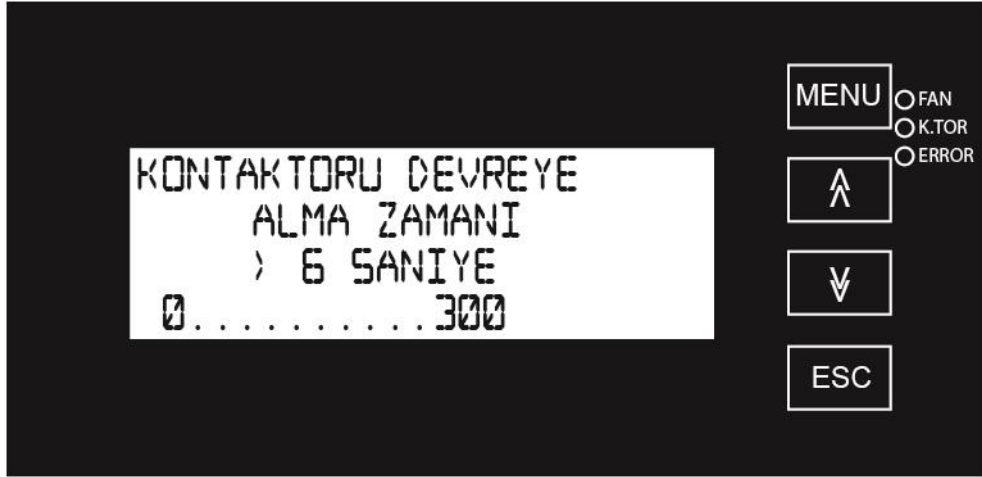 KONTAKTORU DEVREYE
ALMA ZAMANI
> 6 SANIYE
0...........300
MENU
FAN
K.TOR
ERROR
ESC